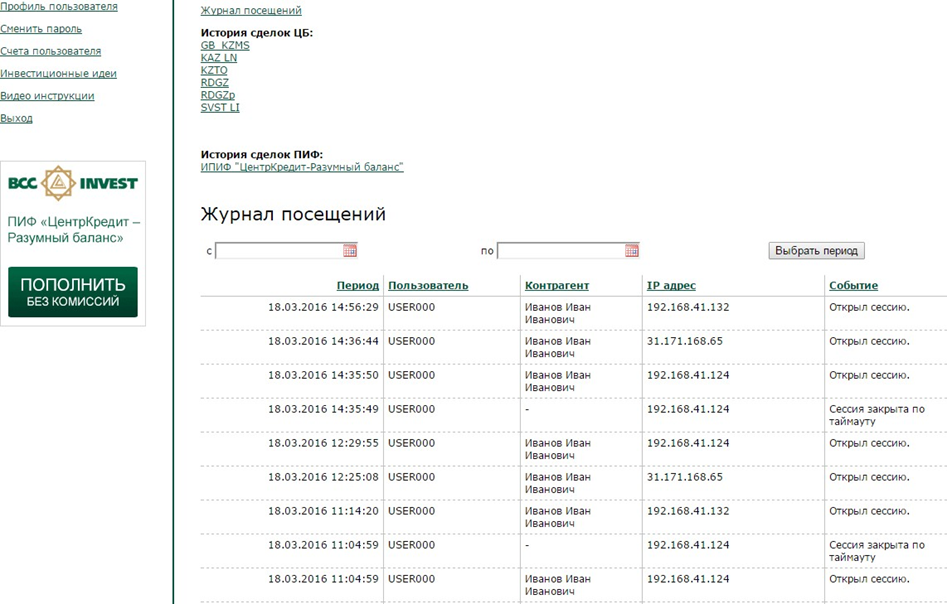 Профиль пользователя
Сменить пароль
Счета пользователя
Инвестиционные идеи
Видео инструкции
Выход
BCC INVEST
ПИФ «ЦентрКредит –
Разумный баланс»
ПОПОЛНИТЬ
БЕЗ КОМИССИЙ
Журнал посещений
История сделок ЦБ:
GB_KZMS
KAZ LN
KZTO
RDGZ
RDGZp
SVST LI
История сделок ПИФ:
ИПИФ "ЦентрКредит-Разумный баланс"
Журнал посещений
с по Выбрать период
Период Пользователь Контрагент IP адрес Событие
18.03.2016 14:56:29 USER000 Иванов Иван 192.168.41.132 Открыл сессию.
Иванович
18.03.2016 14:36:44 USER000 Иванов Иван 31.171.168.65 Открыл сессию.
Иванович
18.03.2016 14:35:50 USER000 Иванов Иван 192.168.41.124 Открыл сессию.
Иванович
18.03.2016 14:35:49 USER000 - 192.168.41.124 Сессия закрыта по
таймауту
18.03.2016 12:29:55 USER000 Иванов Иван 192.168.41.124 Открыл сессию.
Иванович
18.03.2016 12:25:08 USER000 Иванов Иван 31.171.168.65 Открыл сессию.
Иванович
18.03.2016 11:14:20 USER000 Иванов Иван 192.168.41.132 Открыл сессию.
Иванович
18.03.2016 11:04:59 USER000 - 192.168.41.124 Сессия закрыта по
таймауту
18.03.2016 11:04:59 USER000 Иванов Иван 192.168.41.124 Открыл сессию.
Иванович